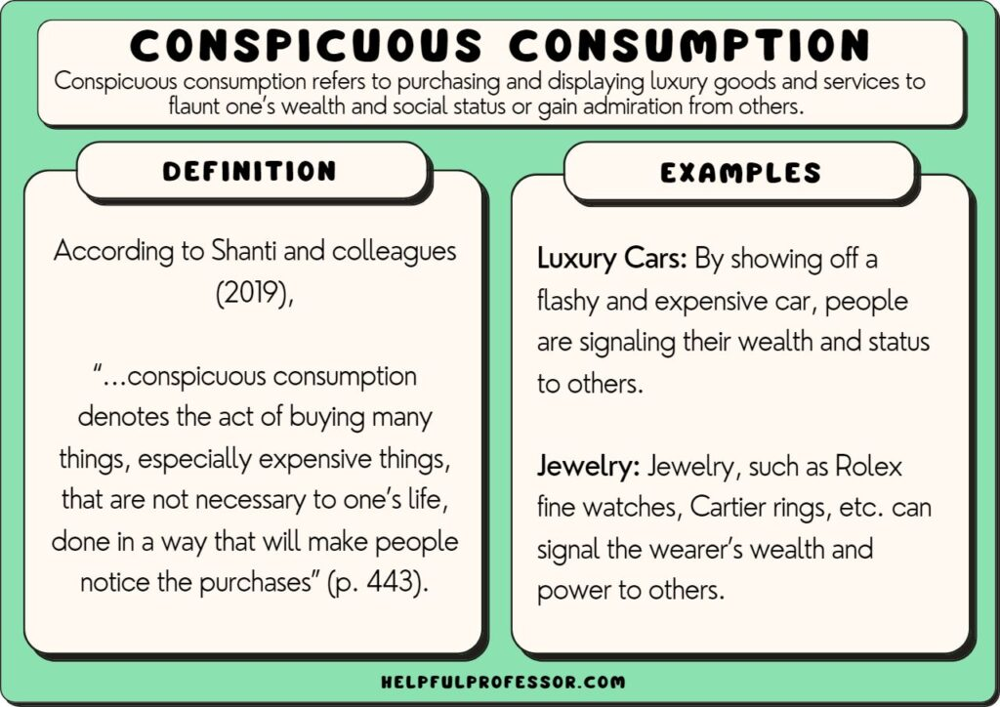 CONSPICUOUS CONSUMPTION
Conspicuous consumption refers to purchasing and displaying luxury goods and services to
flaunt one's wealth and social status or gain admiration from others.
DEFINITION
According to Shanti and colleagues
(2019),
“...conspicuous consumption
denotes the act of buying many
things, especially expensive things,
that are not necessary to one's life,
done in a way that will make people
notice the purchases” (p. 443).
EXAMPLES
Luxury Cars: By showing off a
flashy and expensive car, people
are signaling their wealth and status
to others.
Jewelry: Jewelry, such as Rolex
fine watches, Cartier rings, etc. can
signal the wearer's wealth and
power to others.
HELPFULPROFESSOR.COM